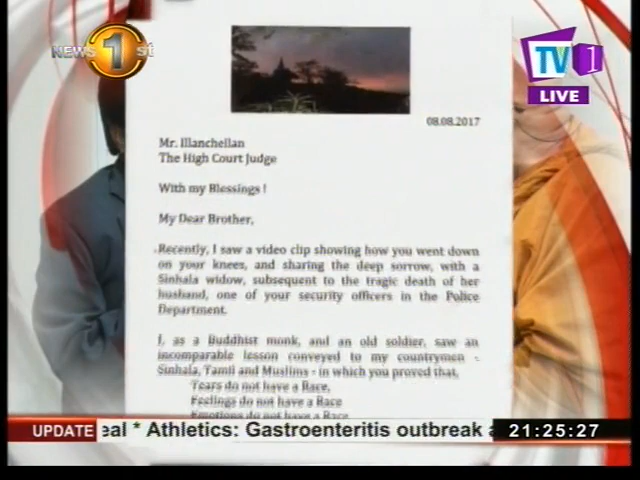 NEWS 1st
TV 1
LIVE
08.08.2017
Mr. Illanchelian
The High Court Judge
With my Blessings !
My Dear Brother,
Recently, I saw a video clip showing how you went down
on your knees, and sharing the deep sorrow, with a
Sinhala widow, subsequent to the tragic death of her
husband, one of your security officers in the Police
Department.
I, as a Buddhist monk, and an old soldier, saw an
incomparable lesson conveyed to my countrymen -
Sinhala, Tamil and Muslims - in which you proved that,
Tears do not have a Race,
Feelings do not have a Race
Emotions do not have a Race
UPDATE eal * Athletics: Gastroenteritis outbreak 21:25:27